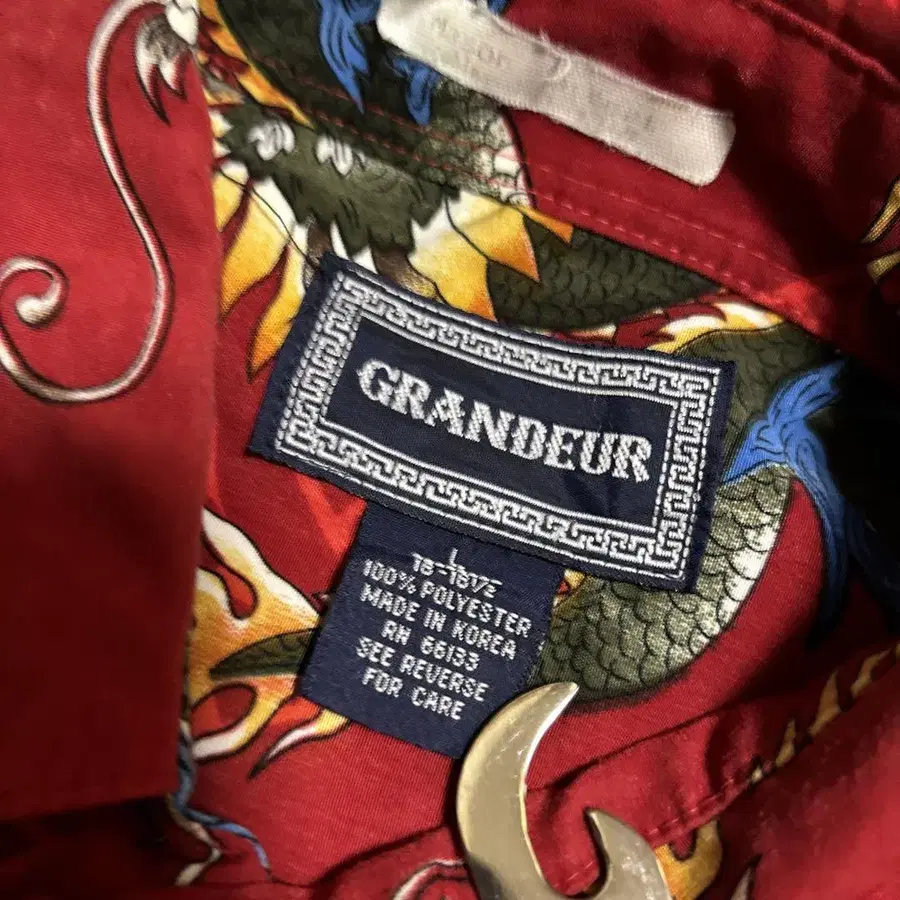 GRANDEUR
L
16-16½
100% POLYESTER
MADE IN KOREA
RN 66133
SEE REVERSE
FOR CARE